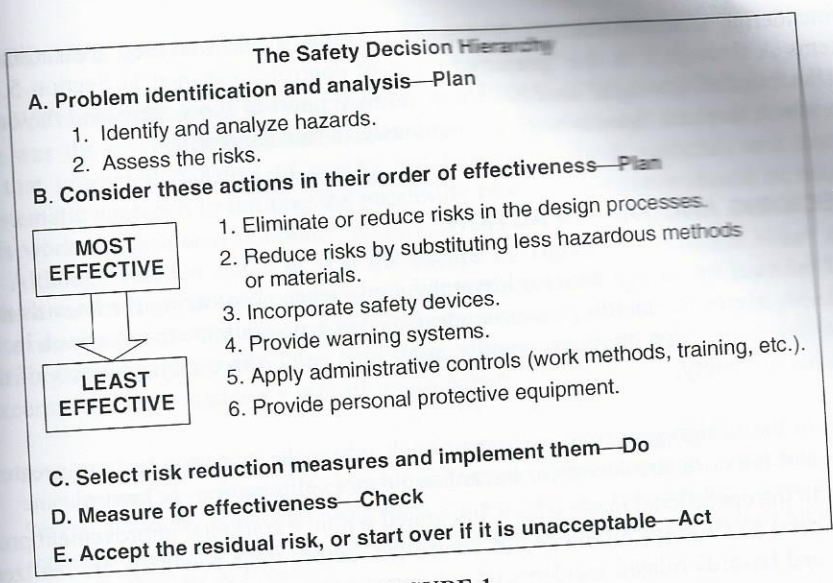 The Safety Decision Hierarchy
A. Problem identification and analysis—Plan
1. Identify and analyze hazards.
2. Assess the risks.
B. Consider these actions in their order of effectiveness—Plan
MOST
EFFECTIVE
1. Eliminate or reduce risks in the design processes.
2. Reduce risks by substituting less hazardous methods
or materials.
3. Incorporate safety devices.
4. Provide warning systems.
5. Apply administrative controls (work methods, training, etc.).
6. Provide personal protective equipment.
LEAST
EFFECTIVE
C. Select risk reduction measures and implement them—Do
D. Measure for effectiveness—Check
E. Accept the residual risk, or start over if it is unacceptable—Act